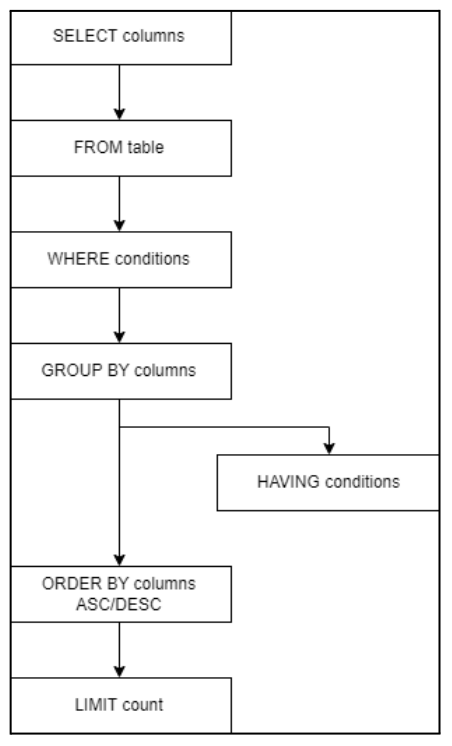 SELECT columns
FROM table
WHERE conditions
GROUP BY columns
HAVING conditions
ORDER BY columns
ASC/DESC
LIMIT count